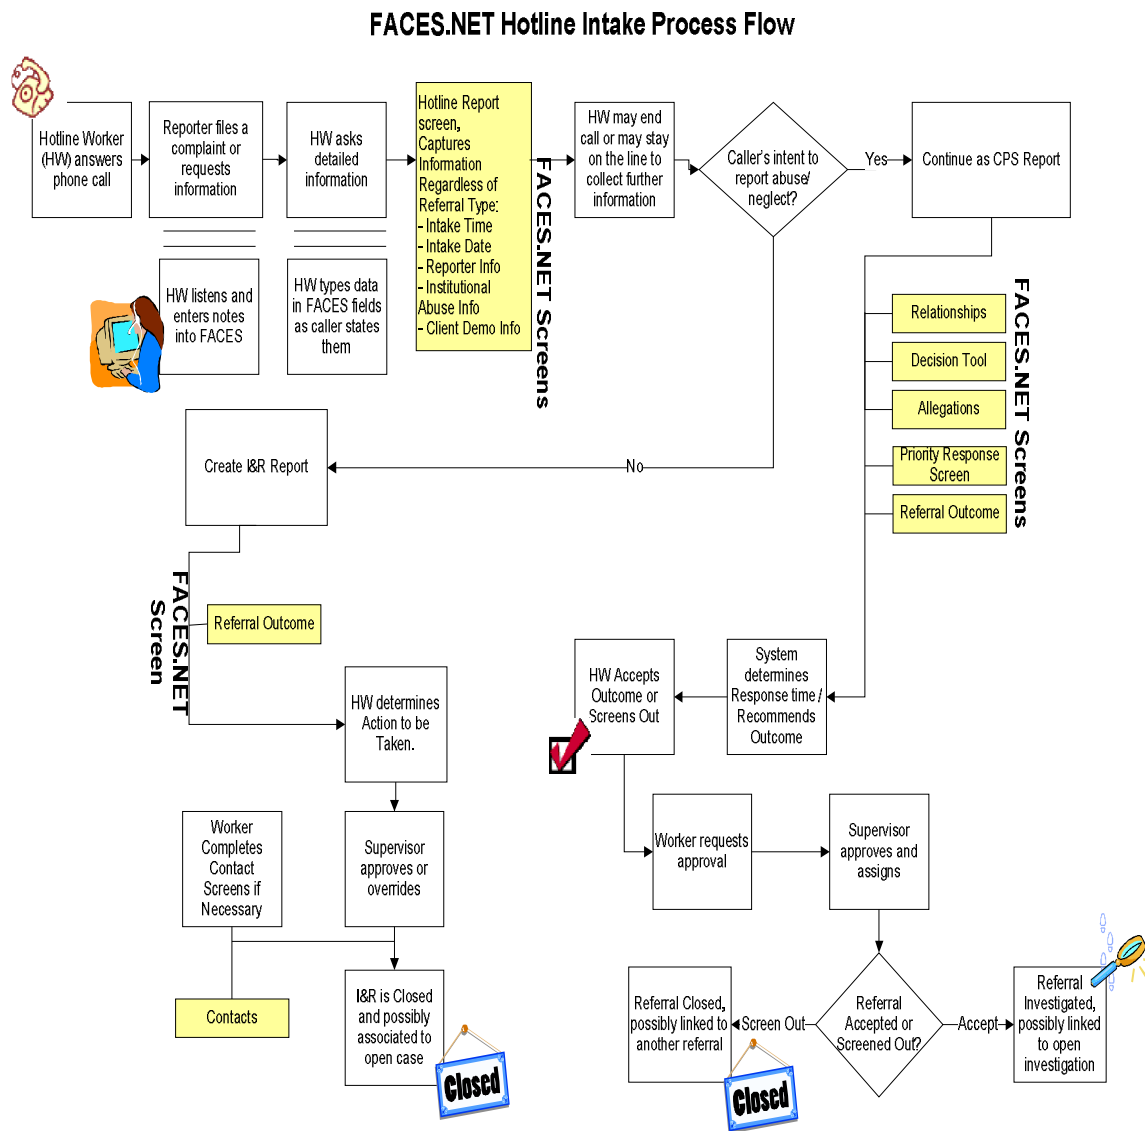 FACES.NET Hotline Intake Process Flow
Hotline Worker
(HW) answers
phone call
Reporter files a
complaint or
requests
information
HW asks
detailed
information
Hotline Report
screen,
Captures
Information
Regardless of
Referral Type:
- Intake Time
- Intake Date
- Reporter Info
- Institutional
Abuse Info
- Client Demo Info
FACES.NET Screens
HW may end
call or may stay
on the line to
collect further
information
Caller's intent to
report abuse/
neglect?
Yes
Continue as CPS Report
HW listens and
enters notes
into FACES
HW types data
in FACES fields
as caller states
them
Relationships
Decision Tool
Allegations
Priority Response
Screen
Referral Outcome
FACES.NET Screens
No
Create I&R Report
FACES.NET
Screen
Referral Outcome
HW determines
Action to be
Taken.
HW Accepts
Outcome or
Screens Out
System
determines
Response time /
Recommends
Outcome
Worker
Completes
Contact
Screens if
Necessary
Supervisor
approves or
overrides
Worker requests
approval
Supervisor
approves and
assigns
Contacts
I&R is Closed
and possibly
associated to
open case
Closed
Referral Closed,
possibly linked to
another referral
Closed
Screen Out
Referral
Accepted or
Screened Out?
Accept
Referral
Investigated,
possibly linked
to open
investigation